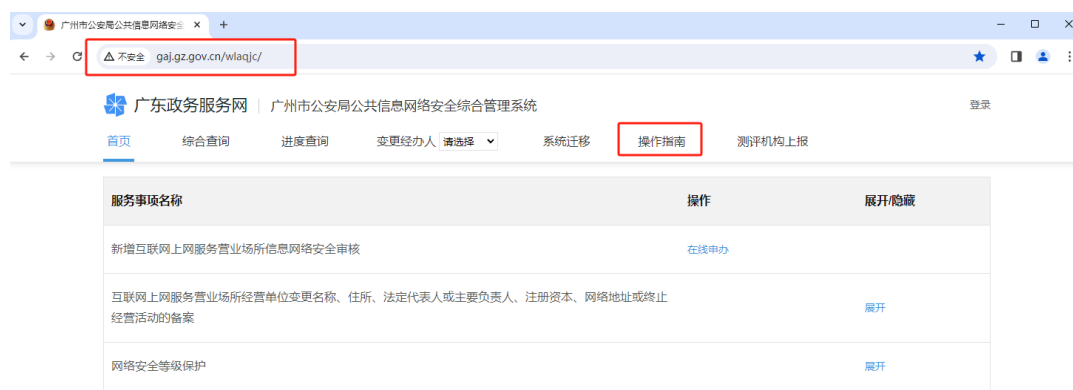 广州市公安局公共信息网络安全
不安全 gaj.gz.gov.cn/wlaqjc/
广东政务服务网 广州市公安局公共信息网络安全综合管理系统 登录
首页 综合查询 进度查询 变更经办人 请选择 系统迁移 操作指南 测评机构上报
服务事项名称 操作 展开/隐藏
新增互联网上网服务营业场所信息网络安全审核 在线申办
互联网上网服务营业场所经营单位变更名称、住所、法定代表人或主要负责人、注册资本、网络地址或终止
经营活动的备案 展开
网络安全等级保护 展开